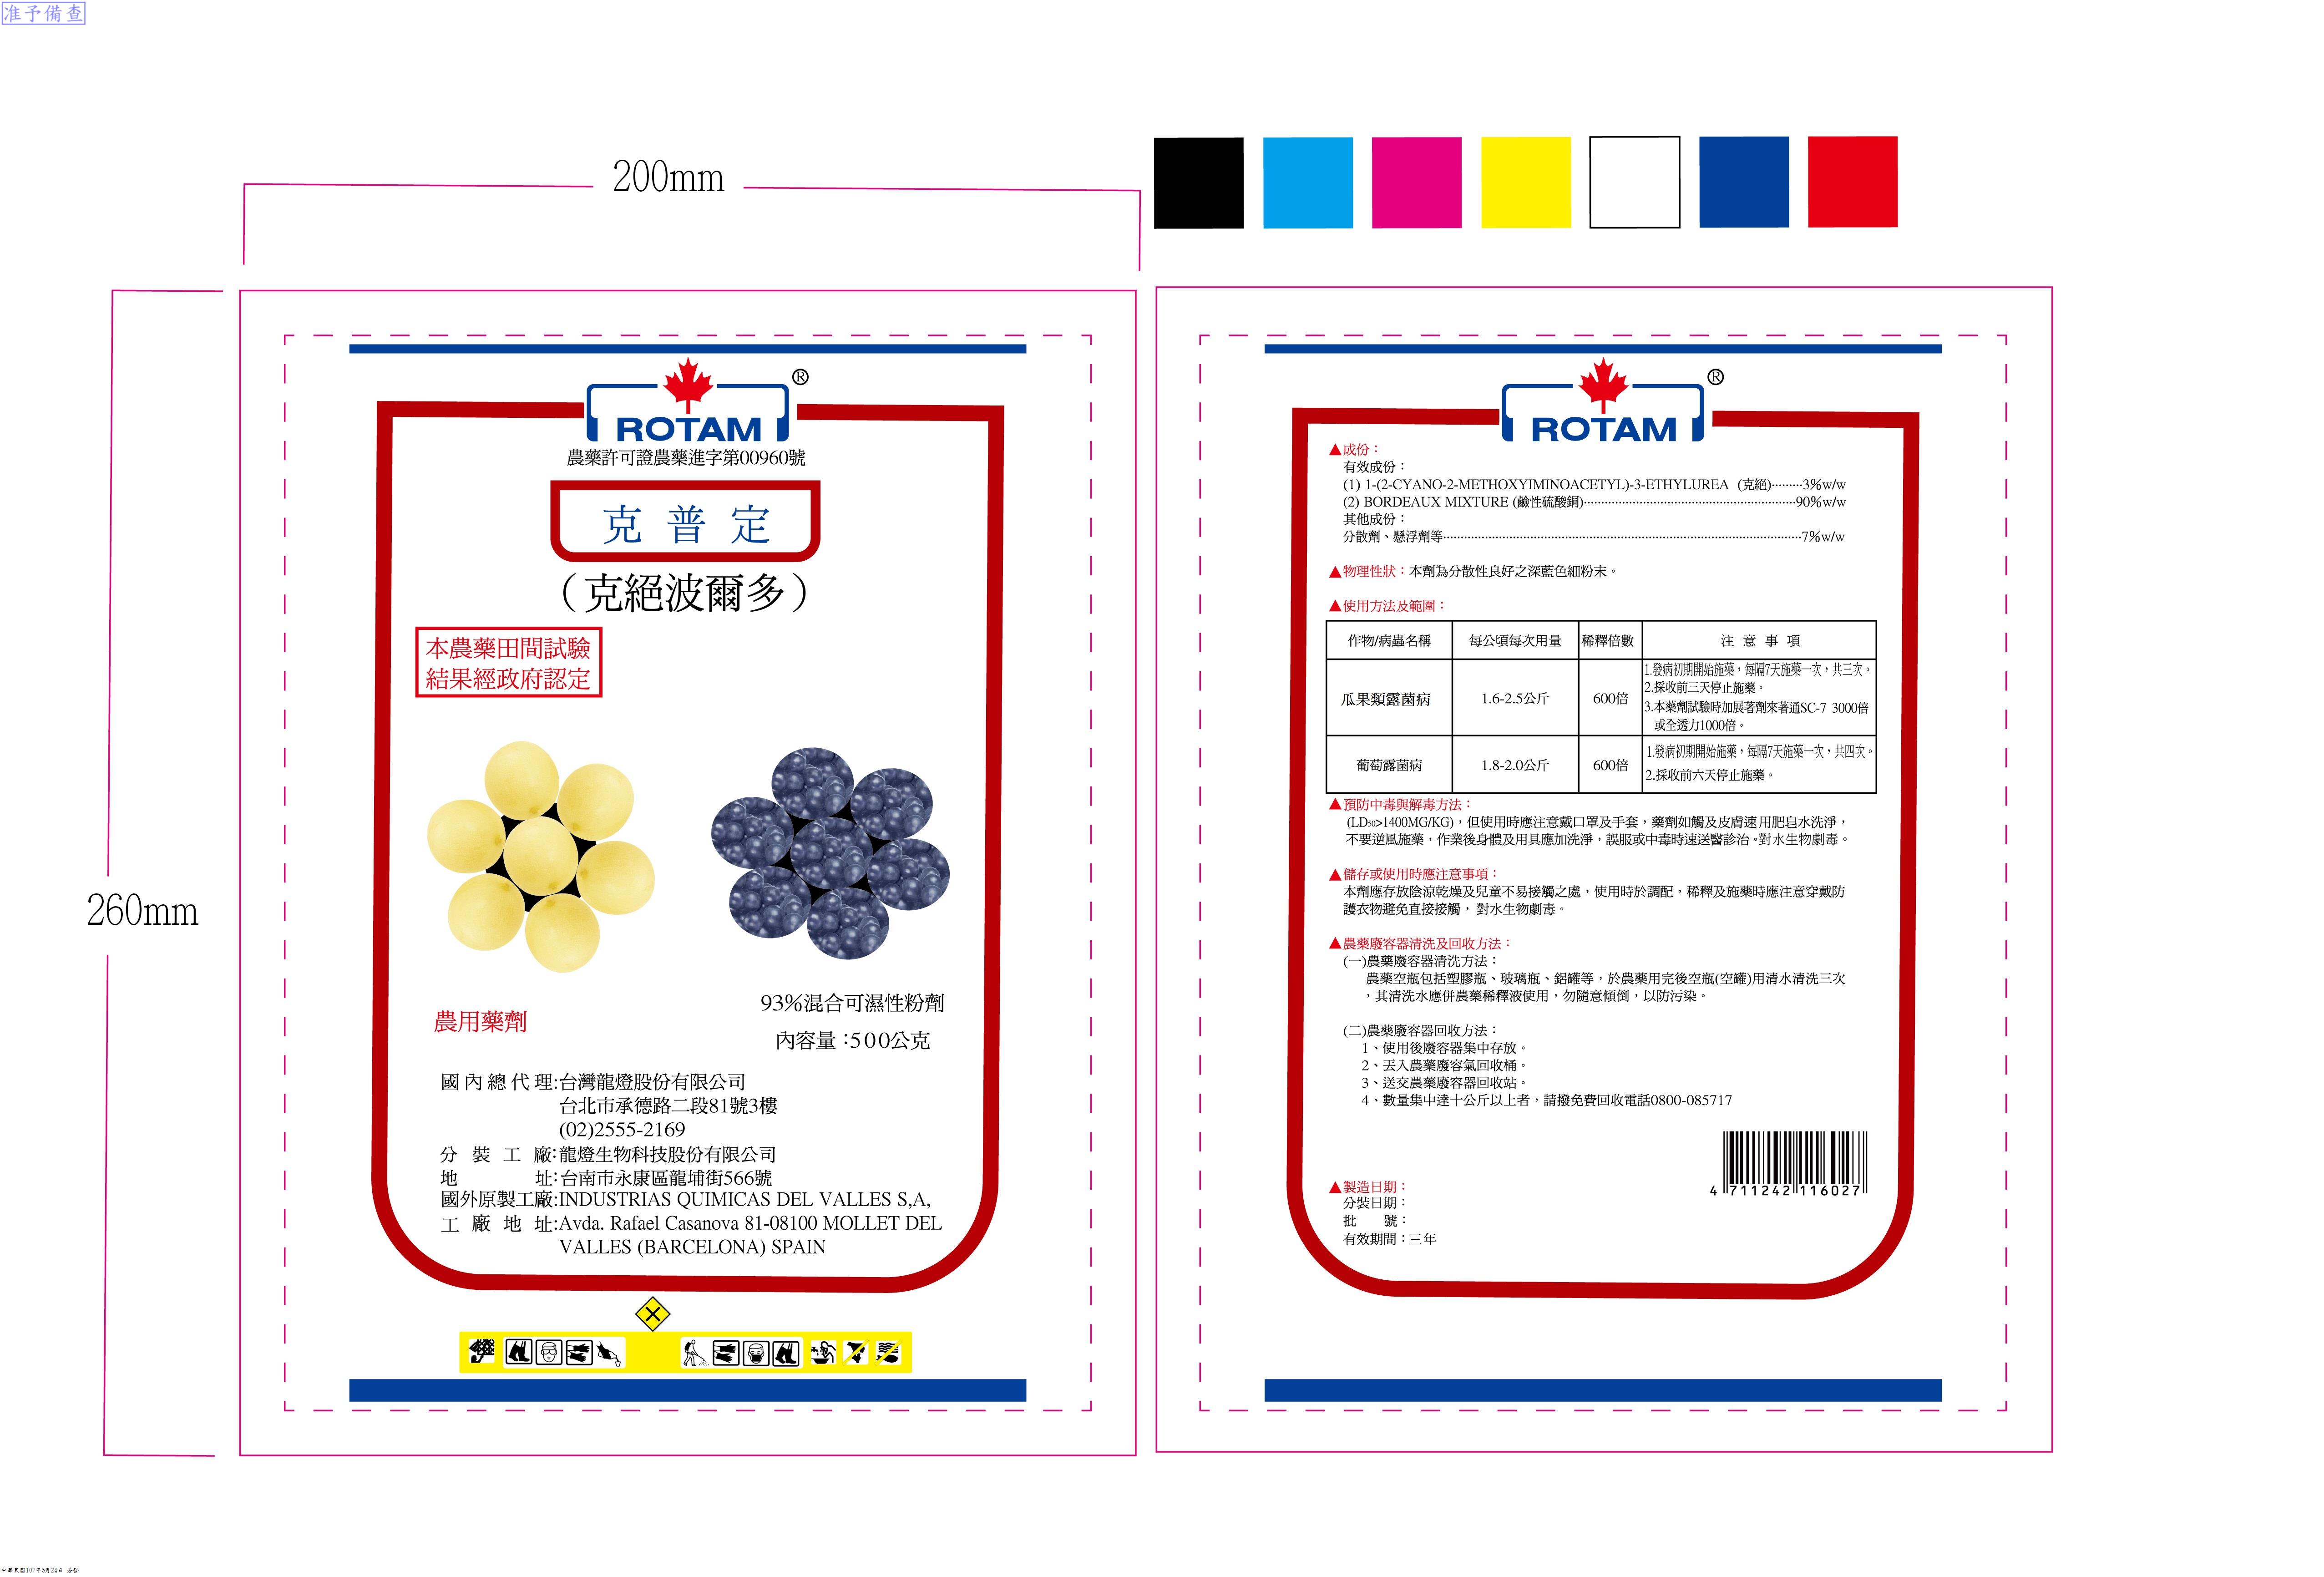 准予備查
200mm
260mm
ROTAM ®
農藥許可證農藥進字第00960號
克普定
（克絕波爾多）
本農藥田間試驗
結果經政府認定
93%混合可濕性粉劑
農用藥劑
內容量：500公克
國內總代理:台灣龍燈股份有限公司
台北市承德路二段81號3樓
(02)2555-2169
分裝工廠:龍燈生物科技股份有限公司
地址:台南市永康區龍埔街566號
國外原製工廠:INDUSTRIAS QUIMICAS DEL VALLES S,A,
工廠地址:Avda. Rafael Casanova 81-08100 MOLLET DEL
VALLES (BARCELONA) SPAIN
ROTAM ®
▲成份：
有效成份：
(1) 1-(2-CYANO-2-METHOXYIMINOACETYL)-3-ETHYLUREA (克絕)·········3%w/w
(2) BORDEAUX MIXTURE (鹼性硫酸銅)··················································90%w/w
其他成份：
分散劑、懸浮劑等··················································7%w/w
▲物理性狀：本劑為分散性良好之深藍色細粉末。
▲使用方法及範圍：
作物/病蟲名稱 每公頃每次用量 稀釋倍數 注意事項
瓜果類露菌病 1.6-2.5公斤 600倍
1.發病初期開始施藥，每隔7天施藥一次，共三次。
2.採收前三天停止施藥。
3.本藥劑試驗時加展著劑來著通SC-7 3000倍
或全透力1000倍。
葡萄露菌病 1.8-2.0公斤 600倍
1.發病初期開始施藥，每隔7天施藥一次，共四次。
2.採收前六天停止施藥。
▲預防中毒與解毒方法：
(LD50>1400MG/KG)，但使用時應注意戴口罩及手套，藥劑如觸及皮膚速用肥皂水洗淨，
不要逆風施藥，作業後身體及用具應加洗淨，誤服或中毒時速送醫診治。對水生物劇毒。
▲儲存或使用時應注意事項：
本劑應存放陰涼乾燥及兒童不易接觸之處，使用時於調配，稀釋及施藥時應注意穿戴防
護衣物避免直接接觸，對水生物劇毒。
▲農藥廢容器清洗及回收方法：
(一)農藥廢容器清洗方法：
農藥空瓶包括塑膠瓶、玻璃瓶、鋁罐等，於農藥用完後空瓶(空罐)用清水清洗三次
，其清洗水應併農藥稀釋液使用，勿隨意傾倒，以防污染。
(二)農藥廢容器回收方法：
1、使用後廢容器集中存放。
2、丟入農藥廢容氣回收桶。
3、送交農藥廢容器回收站。
4、數量集中達十公斤以上者，請撥免費回收電話0800-085717
4 711242 116027
▲製造日期：
分裝日期：
批號：
有效期間：三年
中華民國107年5月24日 簽發